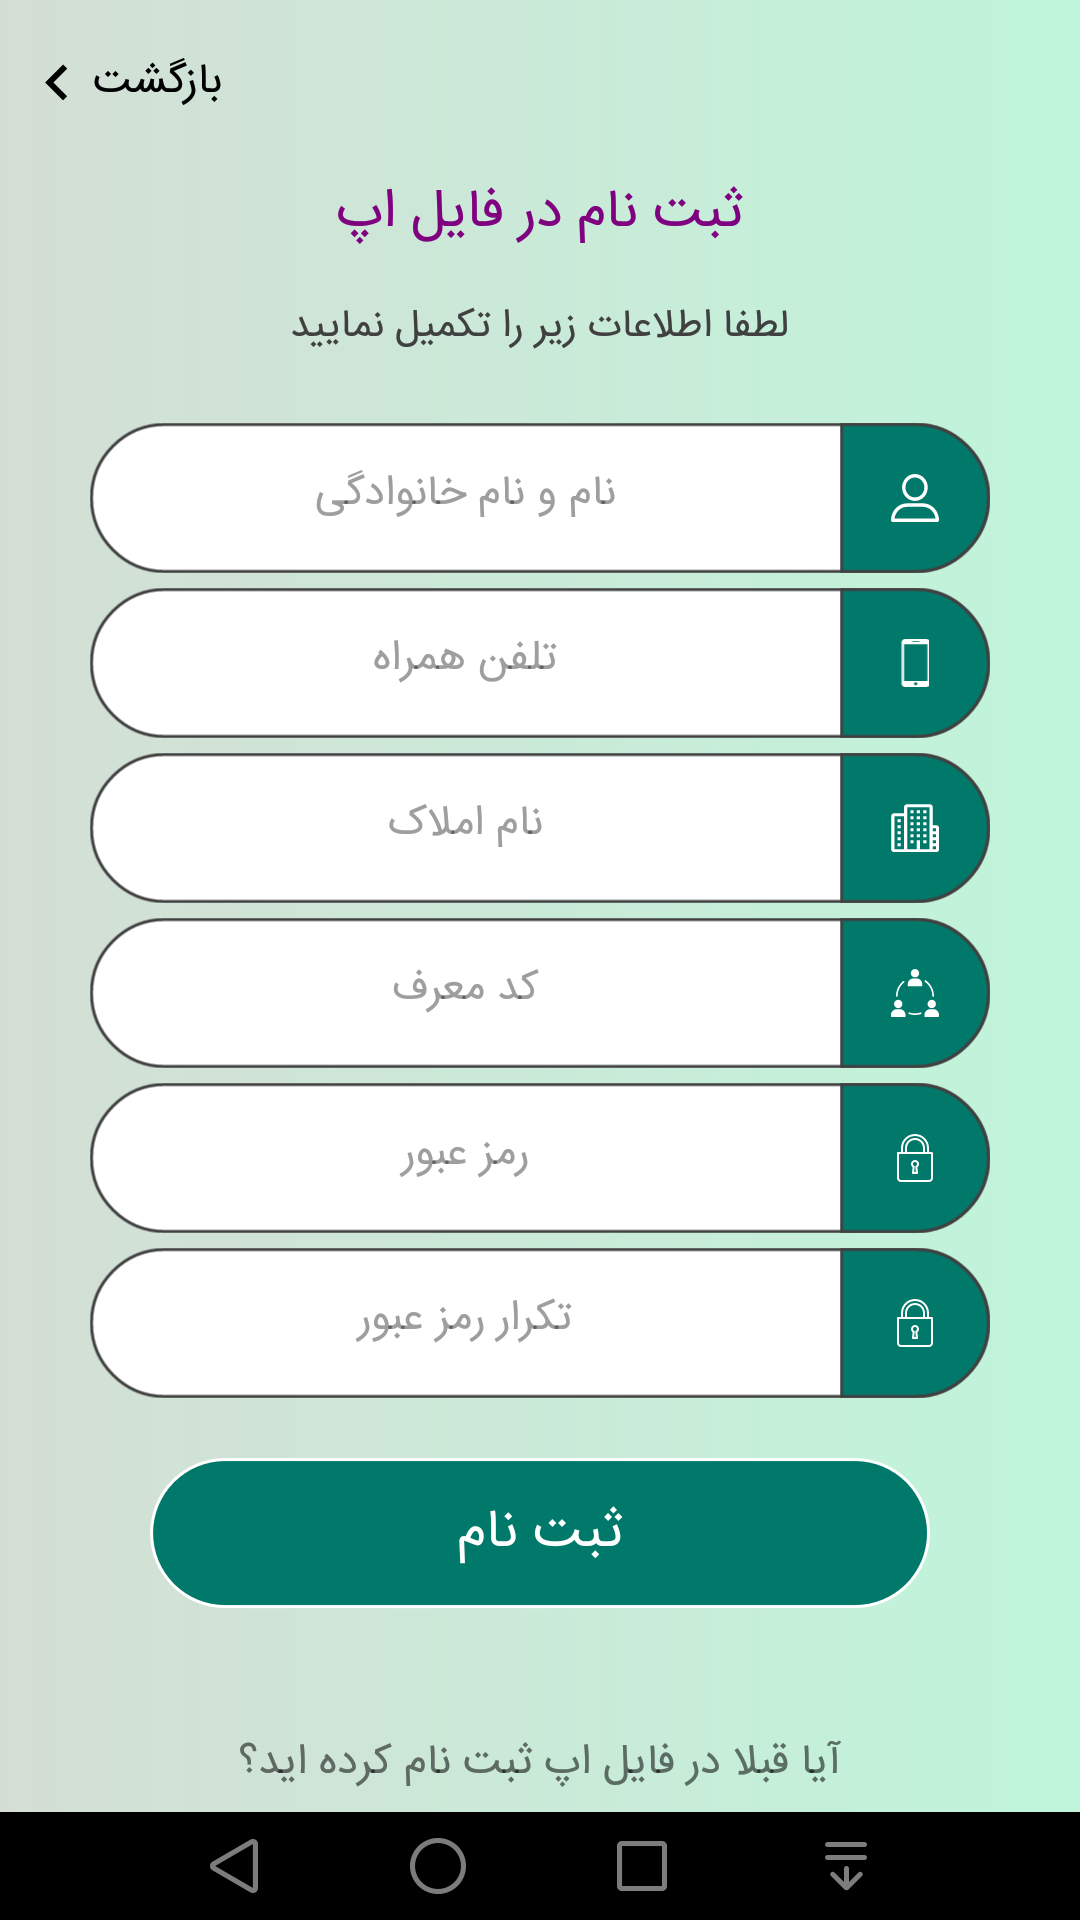 بازگشت
ثبت نام در فایل اپ
لطفا اطلاعات زیر را تکمیل نمایید
نام و نام خانوادگی
تلفن همراه
نام املاک
کد معرف
رمز عبور
تکرار رمز عبور
ثبت نام
آیا قبلا در فایل اپ ثبت نام کرده اید؟